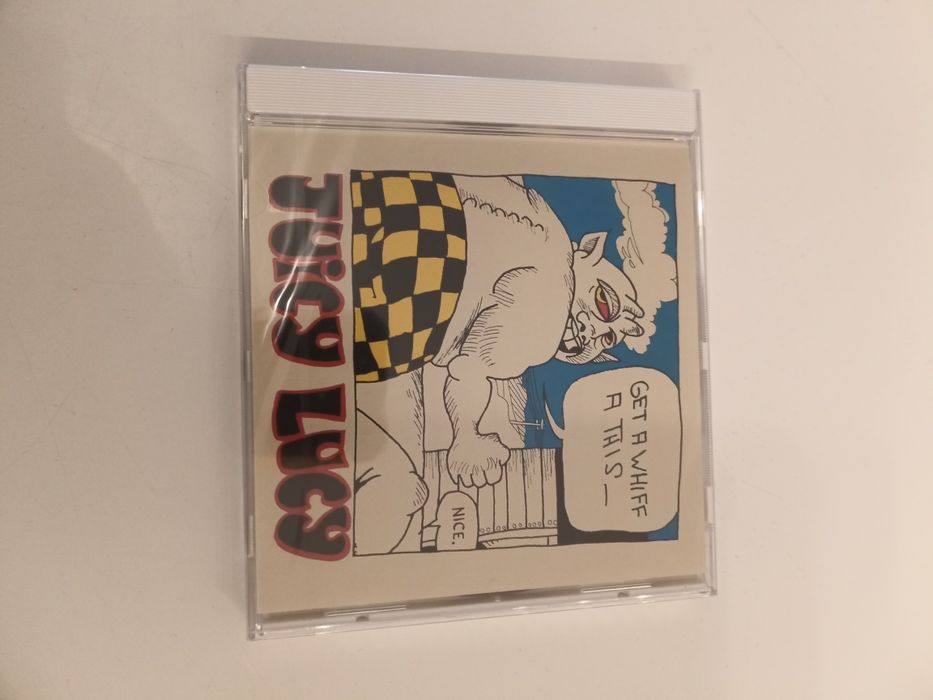 GET A WHIFF
A THIS—
NICE.
JUiCY LUCY